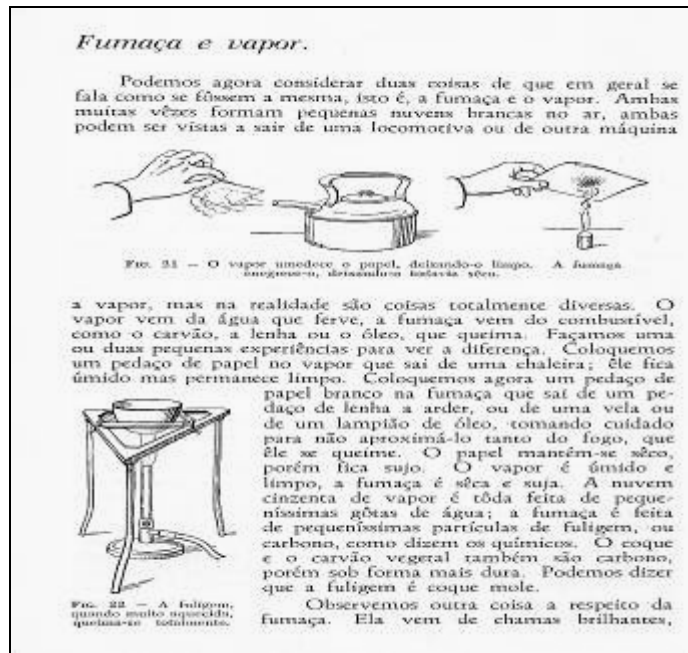 Fumaça e vapor.
Podemos agora considerar duas coisas de que em geral se
fala como se fôssem a mesma, isto é, a fumaça e o vapor. Ambas
muitas vêzes formam pequenas nuvens brancas no ar, ambas
podem ser vistas a sair de uma locomotiva ou de outra máquina
Fig. 21 — O vapor umedece o papel, deixando-o limpo. A fumaça
enegrece-o, deixando-o todavia sêco.
a vapor, mas na realidade são coisas totalmente diversas. O
vapor vem da água que ferve, a fumaça vem do combustível,
como o carvão, a lenha ou o óleo, que queima. Façamos uma
ou duas pequenas experiências para ver a diferença. Coloquemos
um pedaço de papel no vapor que sai de uma chaleira; êle fica
úmido mas permanece limpo. Coloquemos agora um pedaço de
papel branco na fumaça que sai de um pe-
daço de lenha a arder, ou de uma vela ou
de um lampião de óleo, tomando cuidado
para não aproximá-lo tanto do fogo, que
êle se queime. O papel mantém-se sêco,
porém fica sujo. O vapor é úmido e
limpo, a fumaça é sêca e suja. A nuvem
cinzenta de vapor é tôda feita de peque-
níssimas gôtas de água; a fumaça é feita
de pequeníssimas partículas de fuligem, ou
carbono, como dizem os químicos. O coque
e o carvão vegetal também são carbono,
porém sob forma mais dura. Podemos dizer
que a fuligem é coque mole.
Fig. 22 — A fuligem,
quando muito aquecida,
queima-se totalmente.
Observemos outra coisa a respeito da
fumaça. Ela vem de chamas brilhantes,